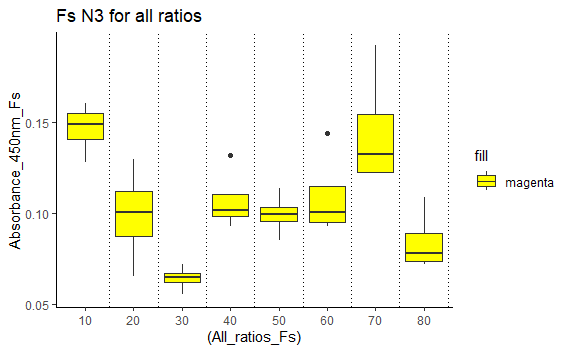 Fs N3 for all ratios
Absorbance_450nm_Fs
0.15
0.10
0.05
10 20 30 40 50 60 70 80
(All_ratios_Fs)
fill
magenta